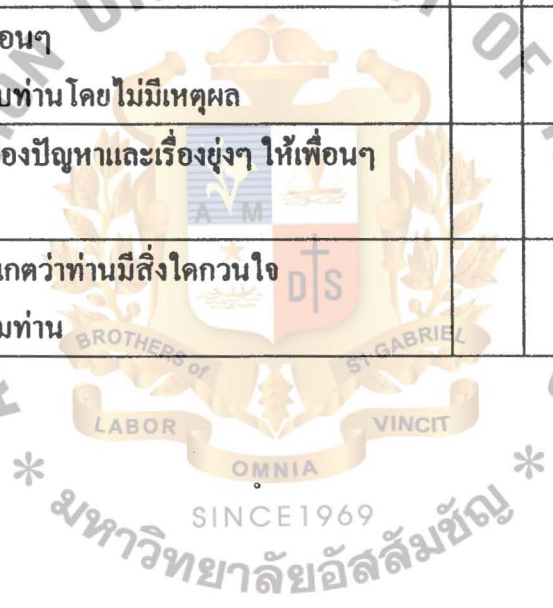 อนๆ
บท่านโดยไม่มีเหตุผล
องปัญหาและเรื่องยุ่งๆ ให้เพื่อนๆ
เกตว่าท่านมีสิ่งใดกวนใจ
มท่าน
A M
D S
BROTHERS of ST GABRIEL
LABOR VINCIT
OMNIA
SINCE 1969
* มหาวิทยาลัยอัสสัมชัญ *